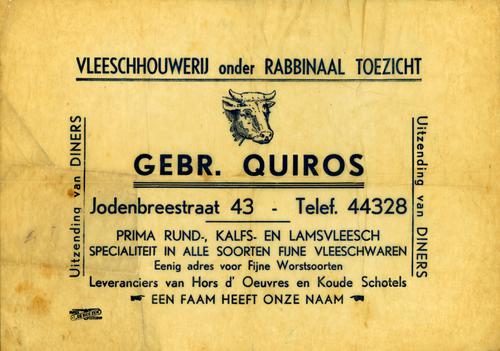 VLEESCHHOUWERIJ onder RABBINAAL TOEZICHT
GEBR. QUIROS
Jodenbreestraat 43 - Telef. 44328
PRIMA RUND-, KALFS- EN LAMSVLEESCH
SPECIALITEIT IN ALLE SOORTEN FIJNE VLEESCHWAREN
Eenig adres voor Fijne Worstsoorten
Leveranciers van Hors d' Oeuvres en Koude Schotels
EEN FAAM HEEFT ONZE NAAM
Uitzending van DINERS
Uitzending van DINERS